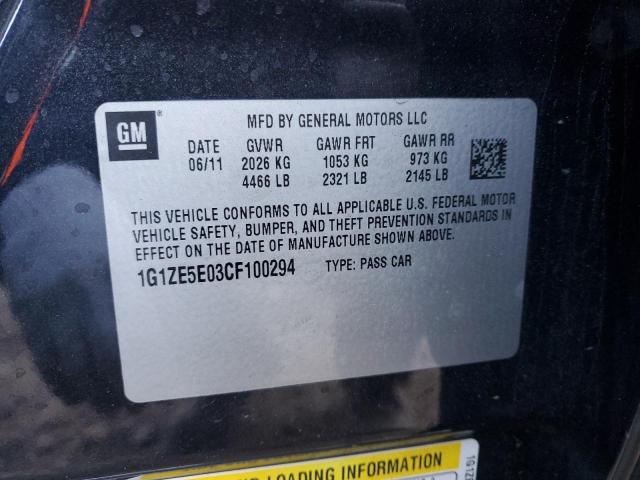 GM
MFD BY GENERAL MOTORS LLC
DATE GVWR GAWR FRT GAWR RR
06/11 2026 KG 1053 KG 973 KG
4466 LB 2321 LB 2145 LB
THIS VEHICLE CONFORMS TO ALL APPLICABLE U.S. FEDERAL MOTOR
VEHICLE SAFETY, BUMPER, AND THEFT PREVENTION STANDARDS IN
EFFECT ON THE DATE OF MANUFACTURE SHOWN ABOVE.
1G1ZE5E03CF100294 TYPE: PASS CAR
LOADING INFORMATION